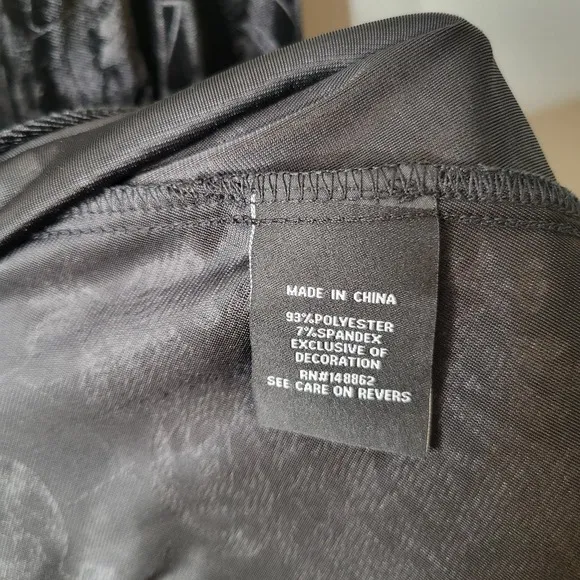 MADE IN CHINA
93%POLYESTER
7%SPANDEX
EXCLUSIVE OF
DECORATION
RN#148862
SEE CARE ON REVERS